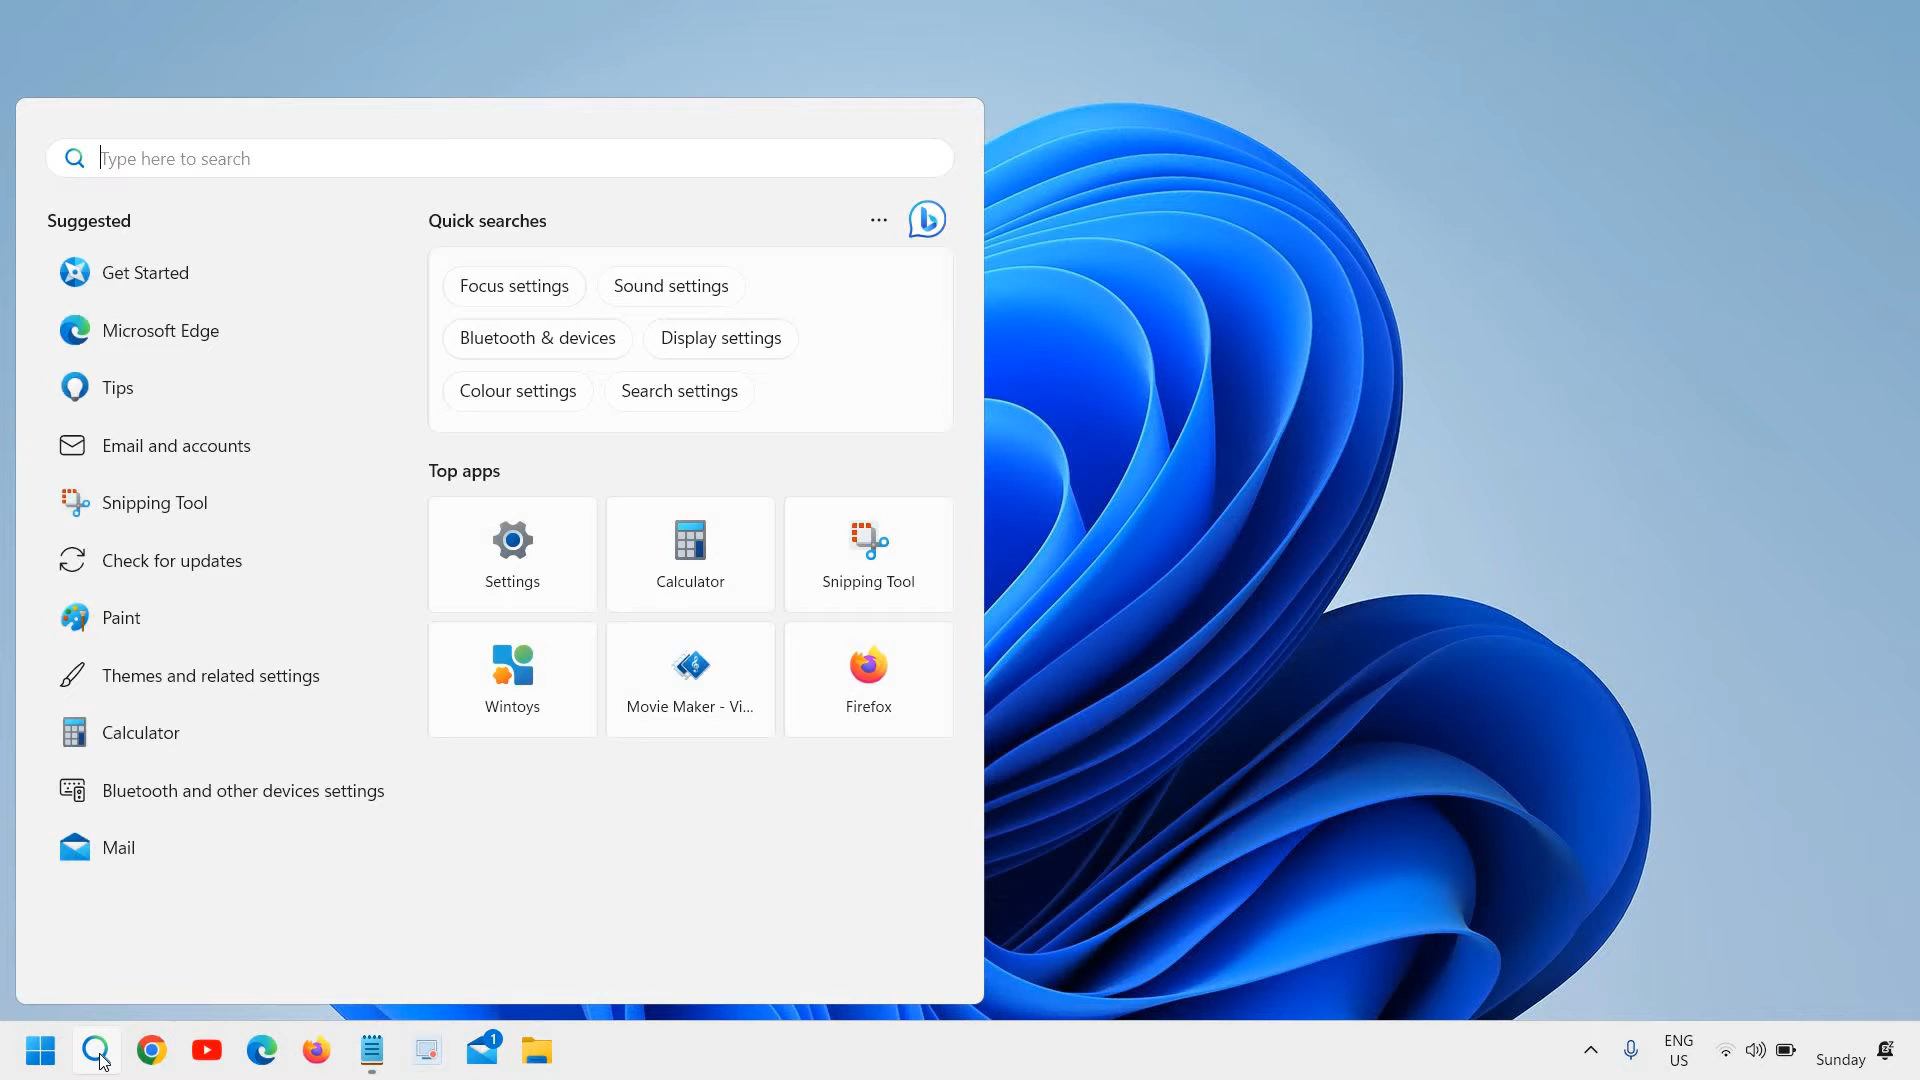 Type here to search
Suggested
Get Started
Microsoft Edge
Tips
Email and accounts
Snipping Tool
Check for updates
Paint
Themes and related settings
Calculator
Bluetooth and other devices settings
Mail
Quick searches
Focus settings
Sound settings
Bluetooth & devices
Display settings
Colour settings
Search settings
Top apps
Settings
Calculator
Snipping Tool
Wintoys
Movie Maker - Vi...
Firefox
1
ENG
US
Sunday